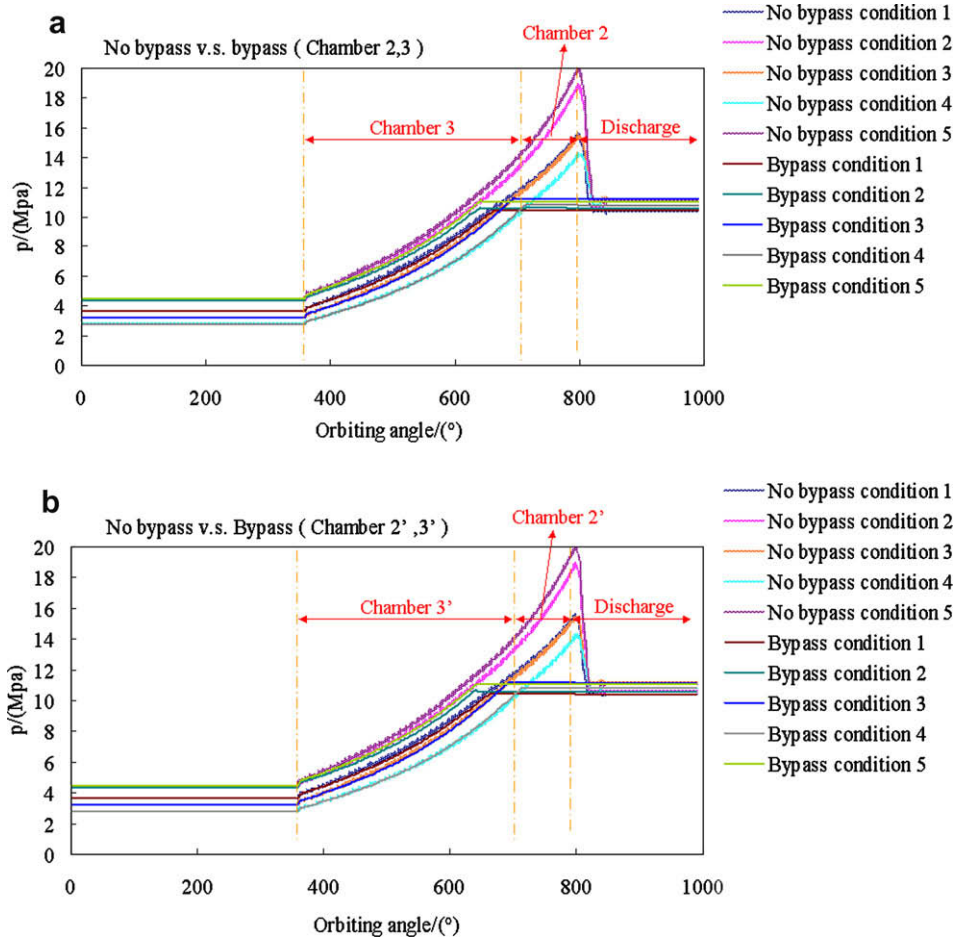 a
No bypass v.s. bypass ( Chamber 2,3 )
Chamber 2
Chamber 3
Discharge
20
18
16
14
12
10
8
6
4
2
0
p/(Mpa)
0 200 400 600 800 1000
Orbiting angle/(°)
No bypass condition 1
No bypass condition 2
No bypass condition 3
No bypass condition 4
No bypass condition 5
Bypass condition 1
Bypass condition 2
Bypass condition 3
Bypass condition 4
Bypass condition 5
b
No bypass v.s. Bypass ( Chamber 2’ ,3’ )
Chamber 2’
Chamber 3’
Discharge
20
18
16
14
12
10
8
6
4
2
0
p/(Mpa)
0 200 400 600 800 1000
Orbiting angle/(°)
No bypass condition 1
No bypass condition 2
No bypass condition 3
No bypass condition 4
No bypass condition 5
Bypass condition 1
Bypass condition 2
Bypass condition 3
Bypass condition 4
Bypass condition 5